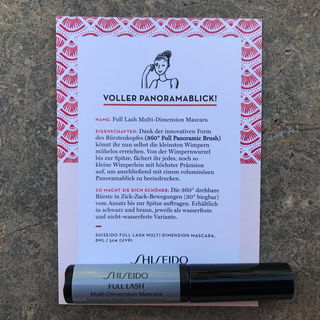 VOLLER PANORAMABLICK!
NAME: Full Lash Multi-Dimension Mascara
EIGENSCHAFTEN: Dank der innovativen Form
des Bürstenkopfes (360° Full Panoramic Brush)
könnt ihr nun selbst die kleinsten Wimpern
mühelos erreichen. Von der Wimpernwurzel
bis zur Spitze, fächert ihr jedes, noch so
kleine Wimperlein mit höchster Präzision
auf, um anschließend mit einem voluminösen
Panoramablick zu beeindrucken.
SO MACHT SIE DICH SCHÖNER: Die 360° drehbare
Bürste in Zick-Zack-Bewegungen (30° biegbar)
vom Ansatz bis zur Spitze auftragen. Erhältlich
in schwarz und braun, jeweils als wasserfeste
und nicht-wasserfeste Variante.
SHISEIDO FULL LASH MULTI-DIMENSION MASCARA,
8ML / 30€ (UVP)
SHISEIDO
SHISEIDO
FULL LASH
Multi-Dimension Mascara